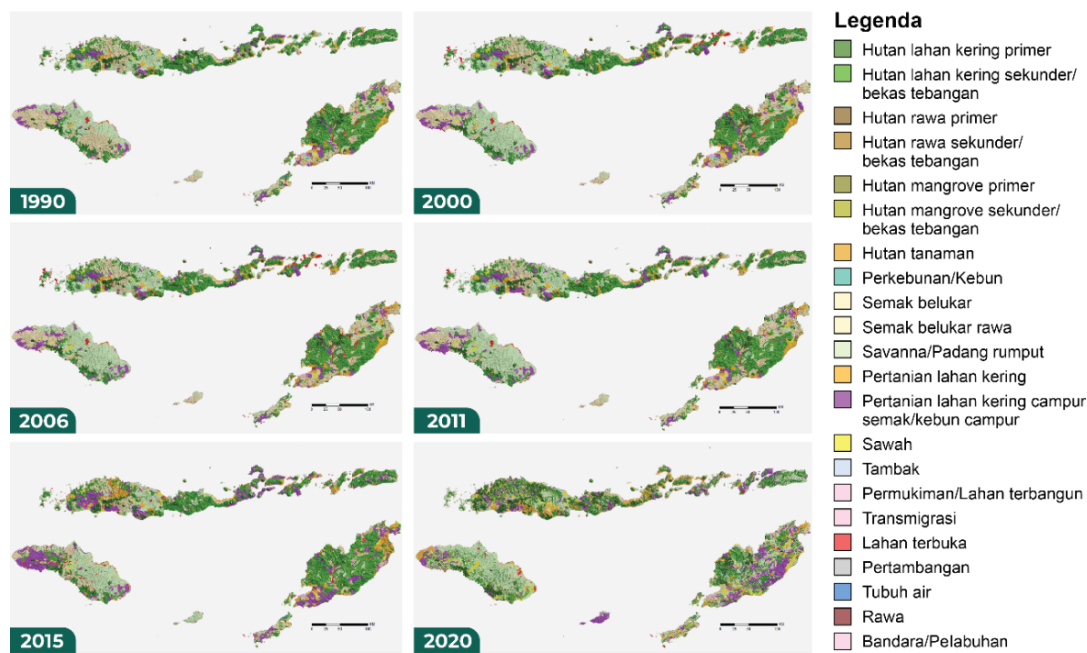 1990
2000
2006
2011
2015
2020
Legenda
Hutan lahan kering primer
Hutan lahan kering sekunder/
bekas tebangan
Hutan rawa primer
Hutan rawa sekunder/
bekas tebangan
Hutan mangrove primer
Hutan mangrove sekunder/
bekas tebangan
Hutan tanaman
Perkebunan/Kebun
Semak belukar
Semak belukar rawa
Savanna/Padang rumput
Pertanian lahan kering
Pertanian lahan kering campur
semak/kebun campur
Sawah
Tambak
Permukiman/Lahan terbangun
Transmigrasi
Lahan terbuka
Pertambangan
Tubuh air
Rawa
Bandara/Pelabuhan